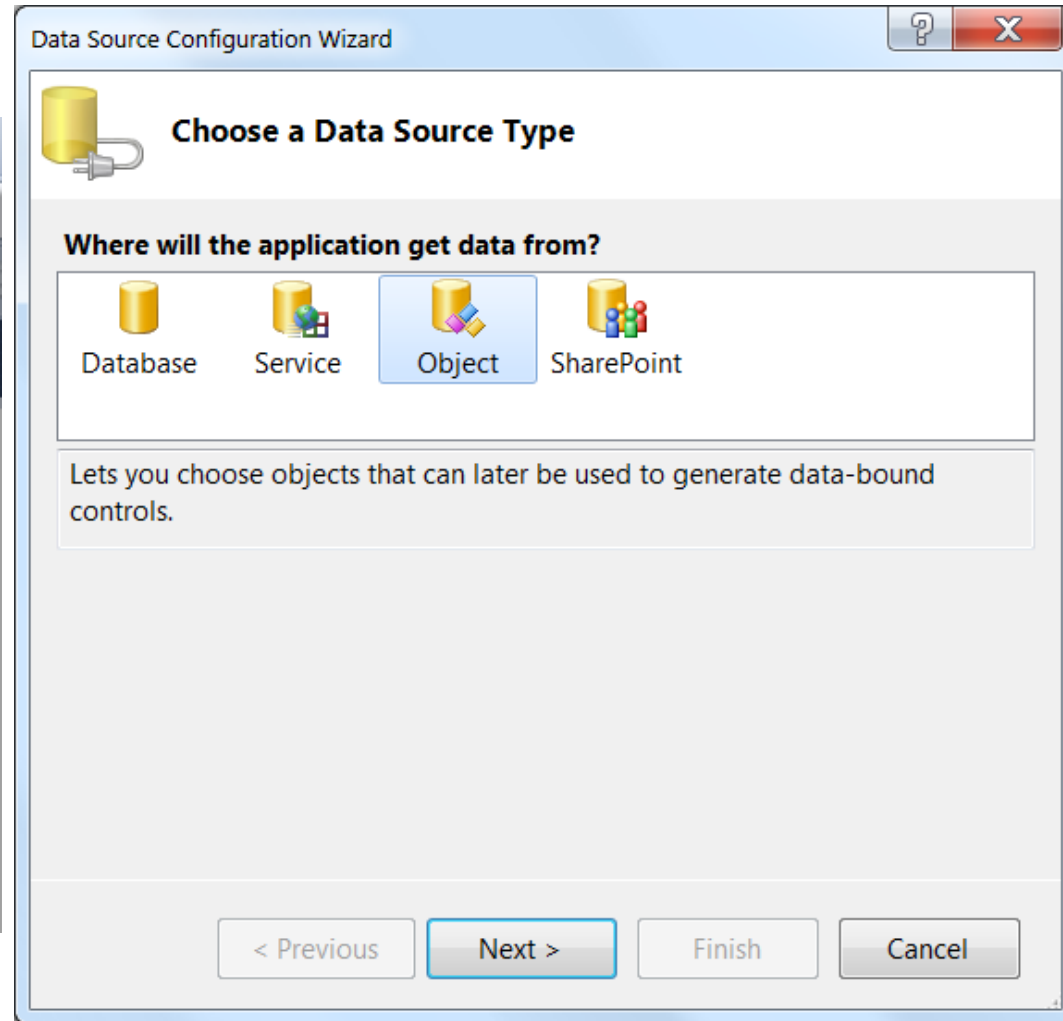 Data Source Configuration Wizard
Choose a Data Source Type
Where will the application get data from?
Database Service Object SharePoint
Lets you choose objects that can later be used to generate data-bound
controls.
< Previous Next > Finish Cancel